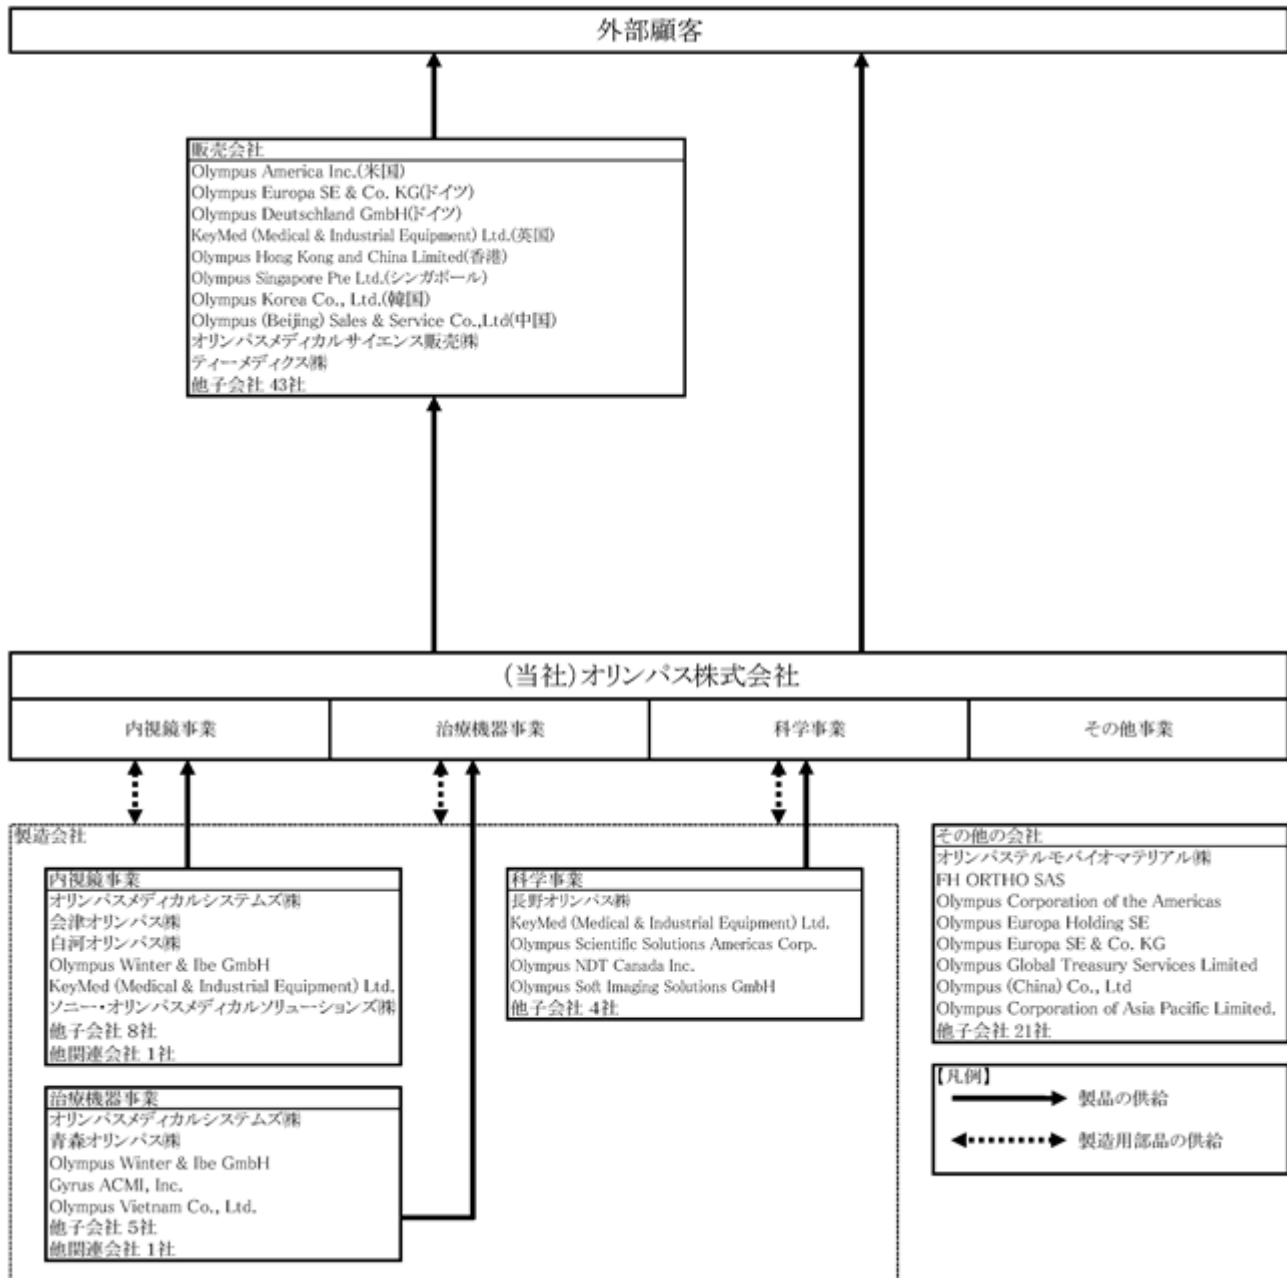 外部顧客
販売会社
Olympus America Inc.(米国)
Olympus Europa SE & Co. KG(ドイツ)
Olympus Deutschland GmbH(ドイツ)
KeyMed (Medical & Industrial Equipment) Ltd.(英国)
Olympus Hong Kong and China Limited(香港)
Olympus Singapore Pte Ltd.(シンガポール)
Olympus Korea Co., Ltd.(韓国)
Olympus (Beijing) Sales & Service Co.,Ltd(中国)
オリンパスメディカルサイエンス販売㈱
ティーメディクス㈱
他子会社 43社
(当社)オリンパス株式会社
内視鏡事業
治療機器事業
科学事業
その他事業
製造会社
内視鏡事業
オリンパスメディカルシステムズ㈱
会津オリンパス㈱
白河オリンパス㈱
Olympus Winter & Ibe GmbH
KeyMed (Medical & Industrial Equipment) Ltd.
ソニー・オリンパスメディカルソリューションズ㈱
他子会社 8社
他関連会社 1社
治療機器事業
オリンパスメディカルシステムズ㈱
青森オリンパス㈱
Olympus Winter & Ibe GmbH
Gyrus ACMI, Inc.
Olympus Vietnam Co., Ltd.
他子会社 5社
他関連会社 1社
科学事業
長野オリンパス㈱
KeyMed (Medical & Industrial Equipment) Ltd.
Olympus Scientific Solutions Americas Corp.
Olympus NDT Canada Inc.
Olympus Soft Imaging Solutions GmbH
他子会社 4社
その他の会社
オリンパステルモバイオマテリアル㈱
FH ORTHO SAS
Olympus Corporation of the Americas
Olympus Europa Holding SE
Olympus Europa SE & Co. KG
Olympus Global Treasury Services Limited
Olympus (China) Co., Ltd
Olympus Corporation of Asia Pacific Limited.
他子会社 21社
【凡例】
製品の供給
製造用部品の供給